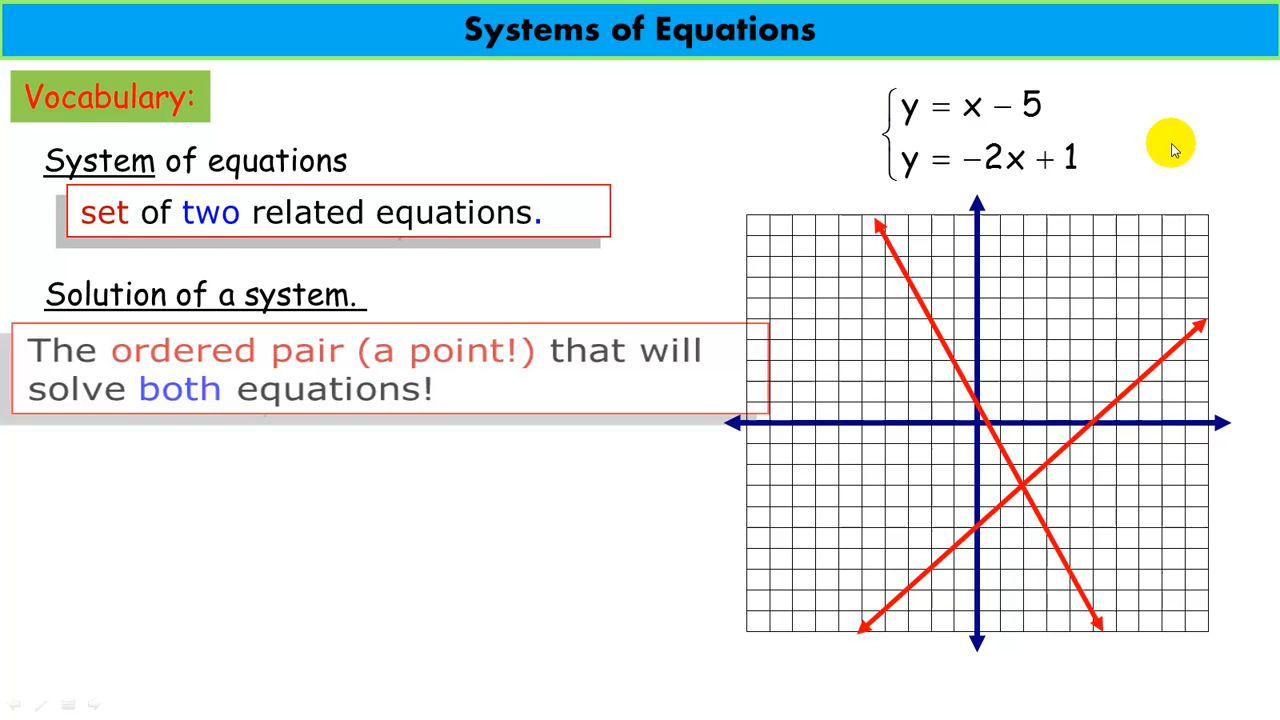 Systems of Equations
Vocabulary:
System of equations
set of two related equations.
Solution of a system.
The ordered pair (a point!) that will
solve both equations!
y = x − 5
y = −2x + 1